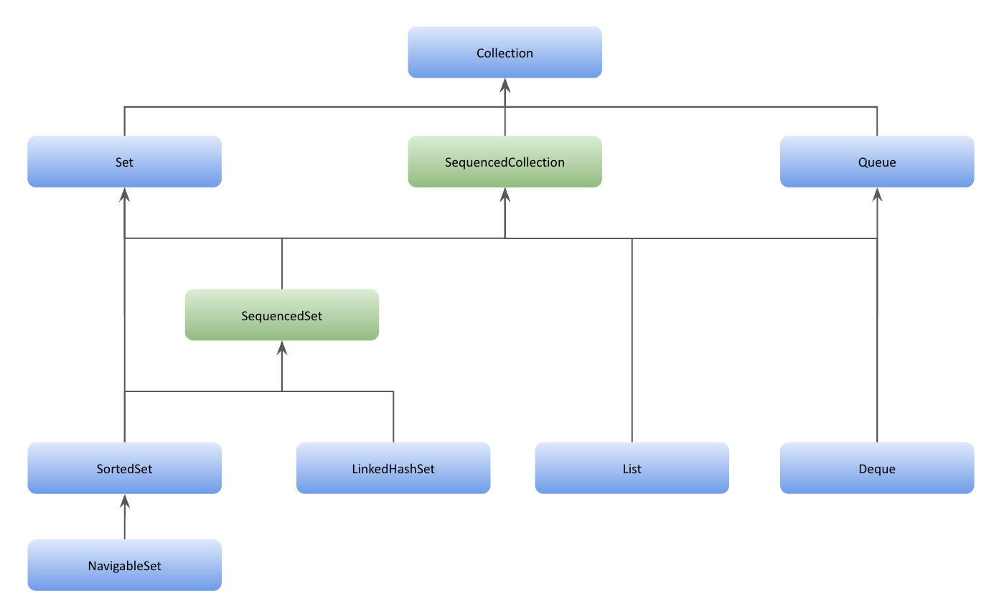 Collection
Set
SequencedCollection
Queue
SequencedSet
SortedSet
LinkedHashSet
List
Deque
NavigableSet